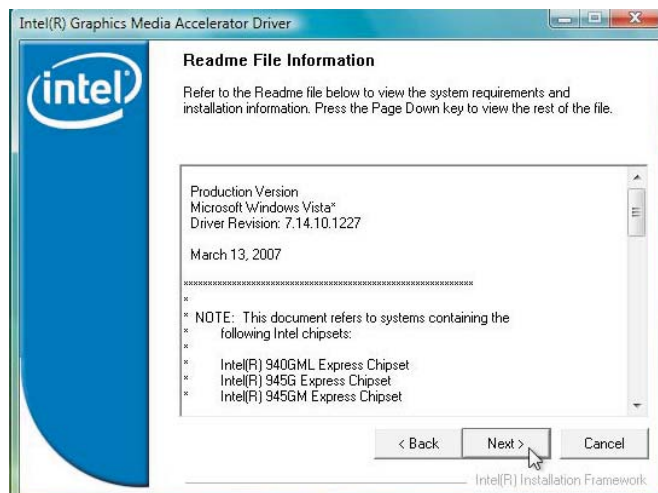 Intel(R) Graphics Media Accelerator Driver
intel
Readme File Information
Refer to the Readme file below to view the system requirements and
installation information. Press the Page Down key to view the rest of the file.
Production Version
Microsoft Windows Vista*
Driver Revision: 7.14.10.1227
March 13, 2007
****************************************************************
*
* NOTE: This document refers to systems containing the
* following Intel chipsets:
*
* Intel(R) 940GML Express Chipset
* Intel(R) 945G Express Chipset
* Intel(R) 945GM Express Chipset
< Back Next > Cancel
Intel(R) Installation Framework